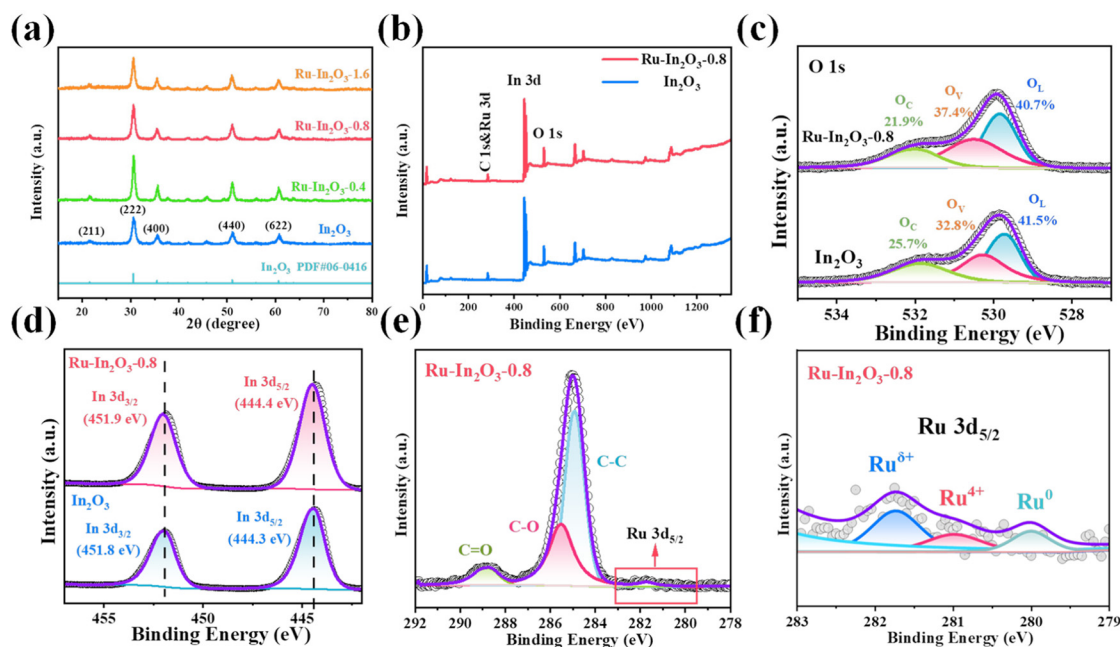 (a)
Ru-In₂O₃-1.6
Ru-In₂O₃-0.8
Ru-In₂O₃-0.4
(222)
(211)
(400)
(440)
(622)
In₂O₃
In₂O₃ PDF#06-0416
Intensity (a.u.)
10 20 30 40 50 60 70 80
2θ (degree)
(b)
Ru-In₂O₃-0.8
In₂O₃
In 3d
O 1s
C 1s&Ru 3d
Intensity (a.u.)
0 200 400 600 800 1000 1200
Binding Energy (eV)
(c)
O 1s
O_C
21.9%
O_V
37.4%
O_L
40.7%
Ru-In₂O₃-0.8
O_C
25.7%
O_V
32.8%
O_L
41.5%
In₂O₃
Intensity (a.u.)
534 532 530 528
Binding Energy (eV)
(d)
Ru-In₂O₃-0.8
In 3d₃/₂
(451.9 eV)
In 3d₅/₂
(444.4 eV)
In₂O₃
In 3d₃/₂
(451.8 eV)
In 3d₅/₂
(444.3 eV)
Intensity (a.u.)
455 450 445
Binding Energy (eV)
(e)
Ru-In₂O₃-0.8
C-C
C-O
C=O
Ru 3d₅/₂
Intensity (a.u.)
292 290 288 286 284 282 280 278
Binding Energy (eV)
(f)
Ru-In₂O₃-0.8
Ru 3d₅/₂
Ru^δ+
Ru⁴⁺
Ru⁰
Intensity (a.u.)
283 282 281 280 279
Binding Energy (eV)